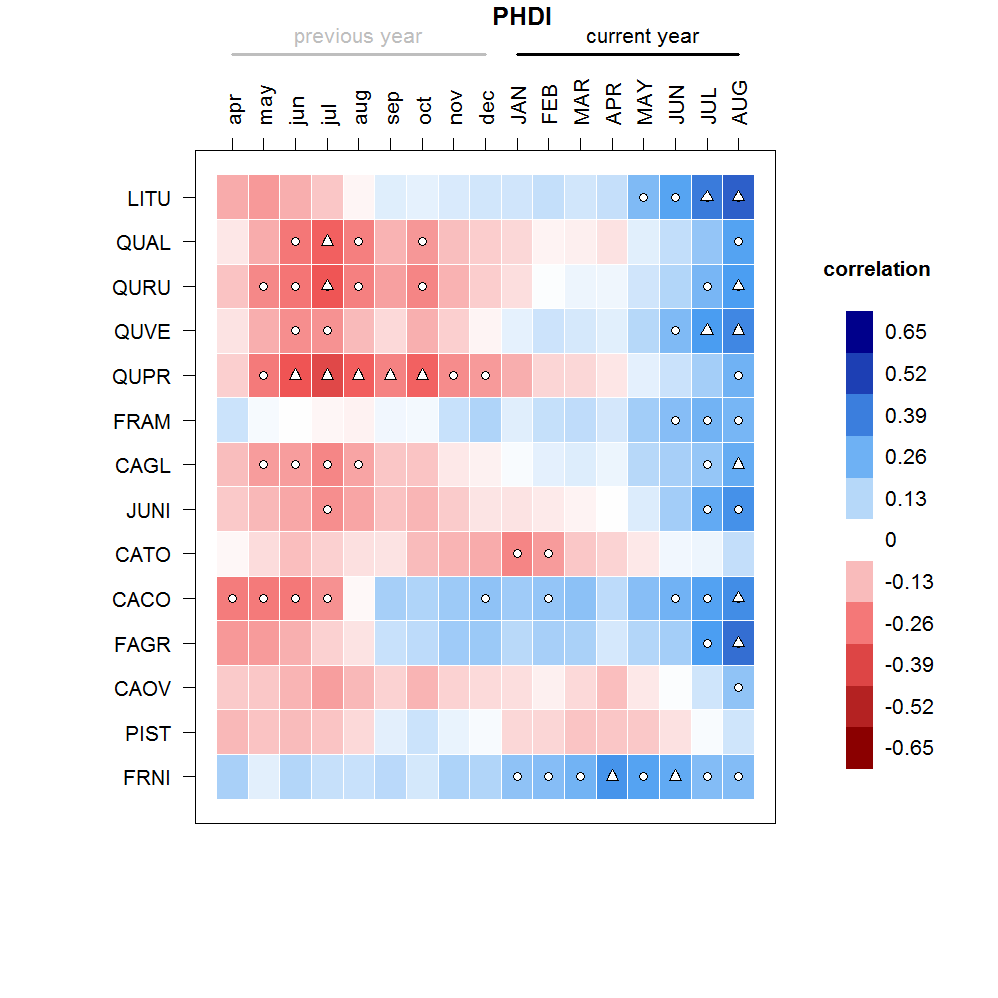 PHDI
previous year current year
apr may jun jul aug sep oct nov dec JAN FEB MAR APR MAY JUN JUL AUG
LITU
QUAL
QURU
QUVE
QUPR
FRAM
CAGL
JUNI
CATO
CACO
FAGR
CAOV
PIST
FRNI
correlation
0.65
0.52
0.39
0.26
0.13
0
-0.13
-0.26
-0.39
-0.52
-0.65